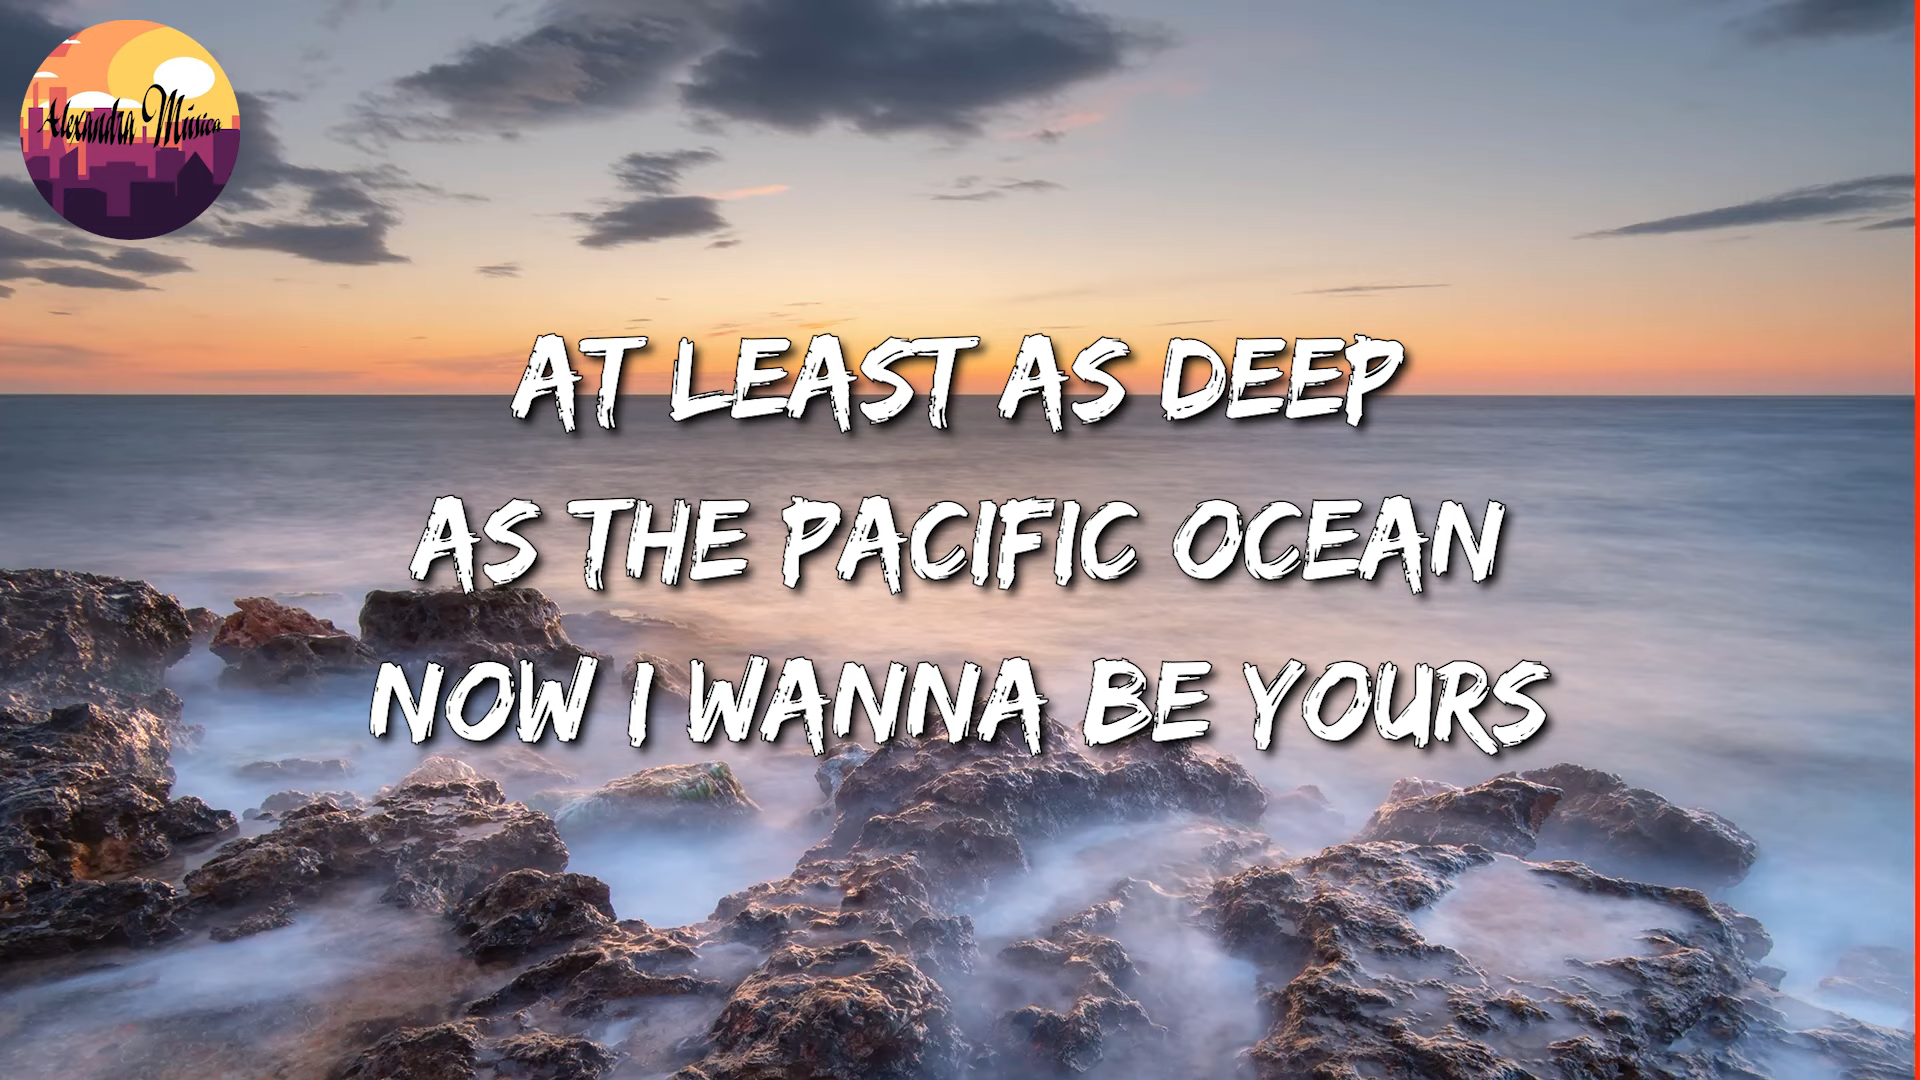 Alexandra Música
AT LEAST AS DEEP
AS THE PACIFIC OCEAN
NOW I WANNA BE YOURS